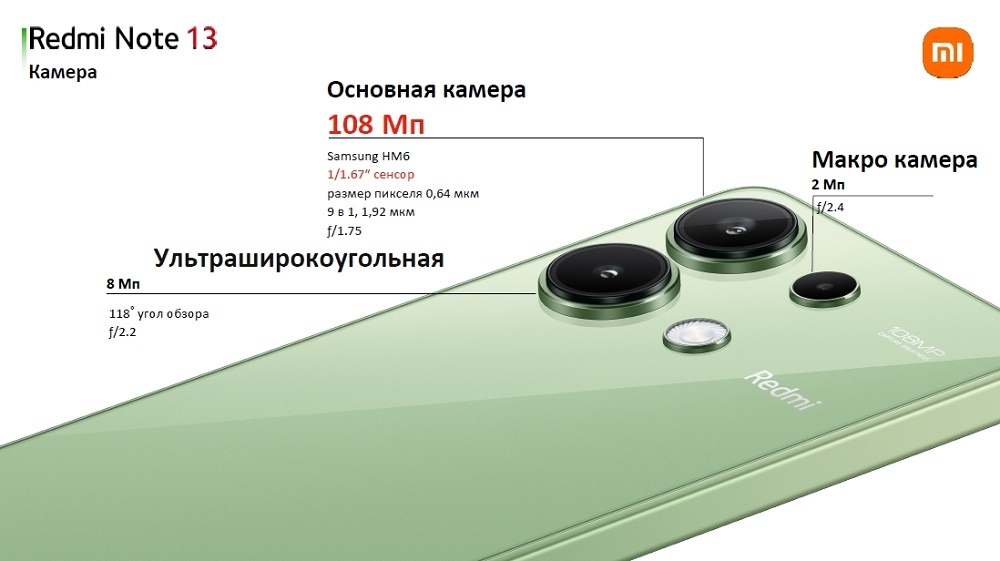 Redmi Note 13
Камера
Основная камера
108 Мп
Samsung HM6
1/1.67“ сенсор
размер пикселя 0,64 мкм
9 в 1, 1,92 мкм
ƒ/1.75
Макро камера
2 Мп
ƒ/2.4
Ультраширокоугольная
8 Мп
118° угол обзора
ƒ/2.2
108MP
Redmi
mi